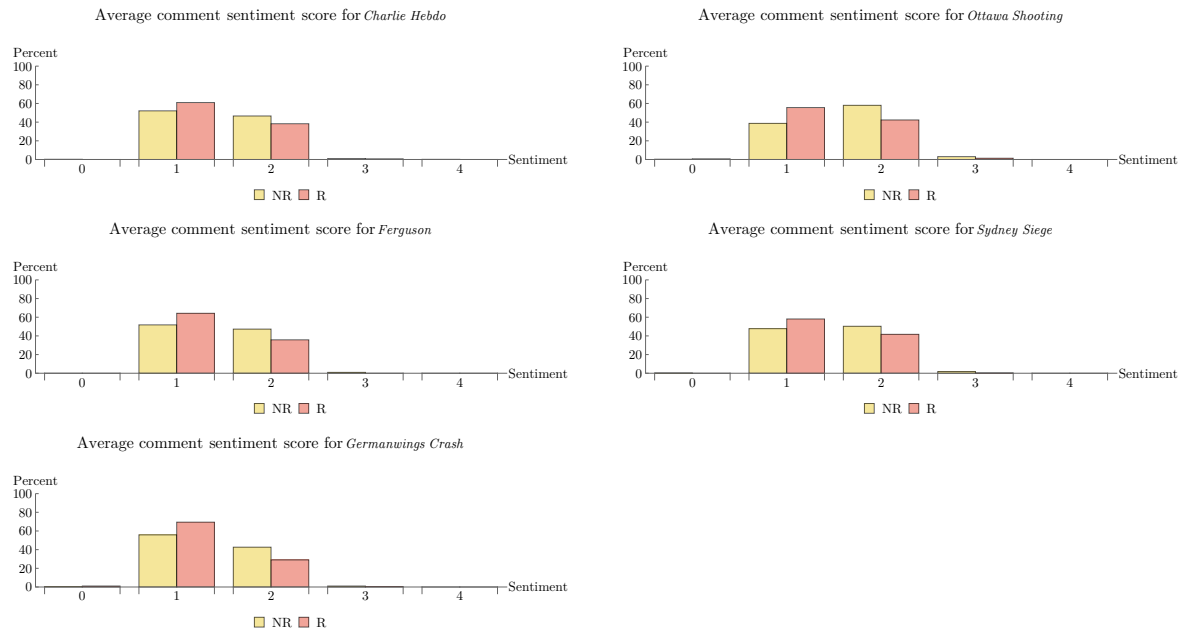 Average comment sentiment score for Charlie Hebdo
Percent
100
80
60
40
20
0
0 1 2 3 4 Sentiment
NR R
Average comment sentiment score for Ottawa Shooting
Percent
100
80
60
40
20
0
0 1 2 3 4 Sentiment
NR R
Average comment sentiment score for Ferguson
Percent
100
80
60
40
20
0
0 1 2 3 4 Sentiment
NR R
Average comment sentiment score for Sydney Siege
Percent
100
80
60
40
20
0
0 1 2 3 4 Sentiment
NR R
Average comment sentiment score for Germanwings Crash
Percent
100
80
60
40
20
0
0 1 2 3 4 Sentiment
NR R